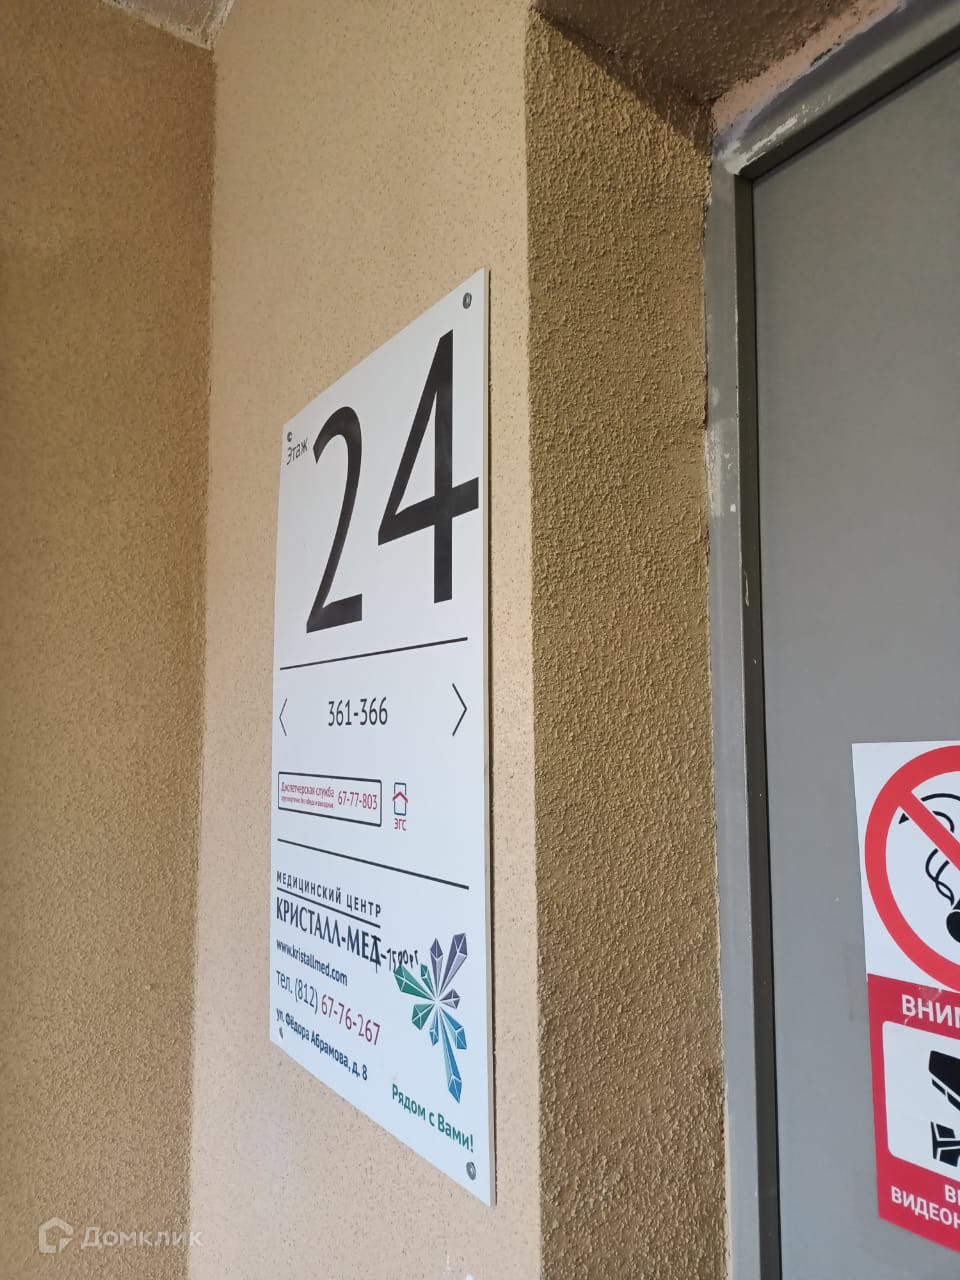 Этаж
24
361-366
Диспетчерская служба
67-77-803
ЭГС
МЕДИЦИНСКИЙ ЦЕНТР
КРИСТАЛЛ-МЕД
www.kristallmed.com
тел. (812) 67-76-267
ул. Фёдора Абрамова, д. 8
Рядом с Вами!
ВНИМ
ВИДЕОН
Домклик